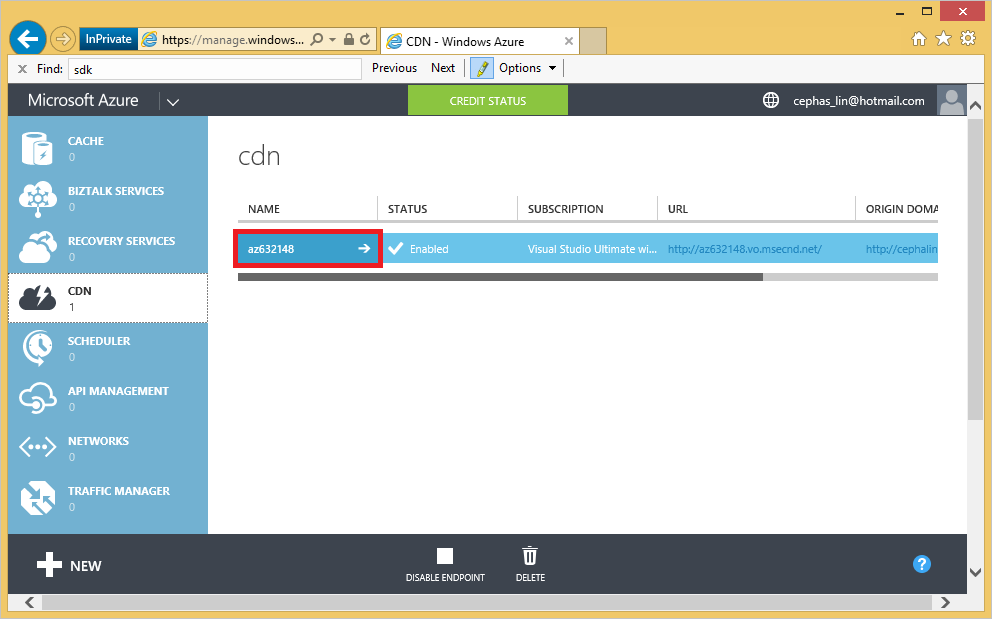 InPrivate https://manage.windows... CDN - Windows Azure
Find: sdk Previous Next Options
Microsoft Azure CREDIT STATUS cephas_lin@hotmail.com
CACHE
0
BIZTALK SERVICES
0
RECOVERY SERVICES
0
CDN
1
SCHEDULER
0
API MANAGEMENT
0
NETWORKS
0
TRAFFIC MANAGER
0
cdn
NAME STATUS SUBSCRIPTION URL ORIGIN DOMA
az632148 Enabled Visual Studio Ultimate wi... http://az632148.vo.msecnd.net/ http://cephalin
NEW
DISABLE ENDPOINT
DELETE
?